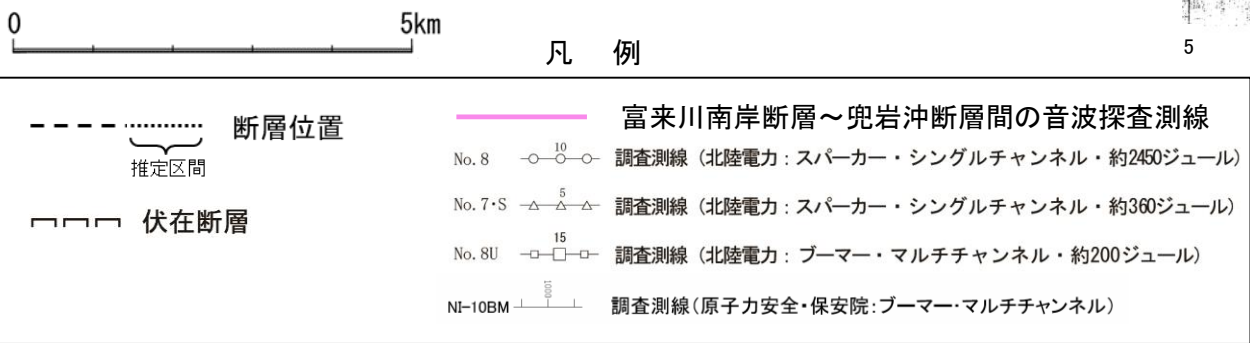 0 5km
凡 例
5
断層位置
推定区間
伏在断層
富来川南岸断層～兜岩沖断層間の音波探査測線
No. 8 10 調査測線（北陸電力：スパーカー・シングルチャンネル・約2450ジュール）
No. 7・S 5 調査測線（北陸電力：スパーカー・シングルチャンネル・約360ジュール）
No. 8U 15 調査測線（北陸電力：ブーマー・マルチチャンネル・約200ジュール）
NI-10BM 1000 調査測線（原子力安全・保安院：ブーマー・マルチチャンネル）